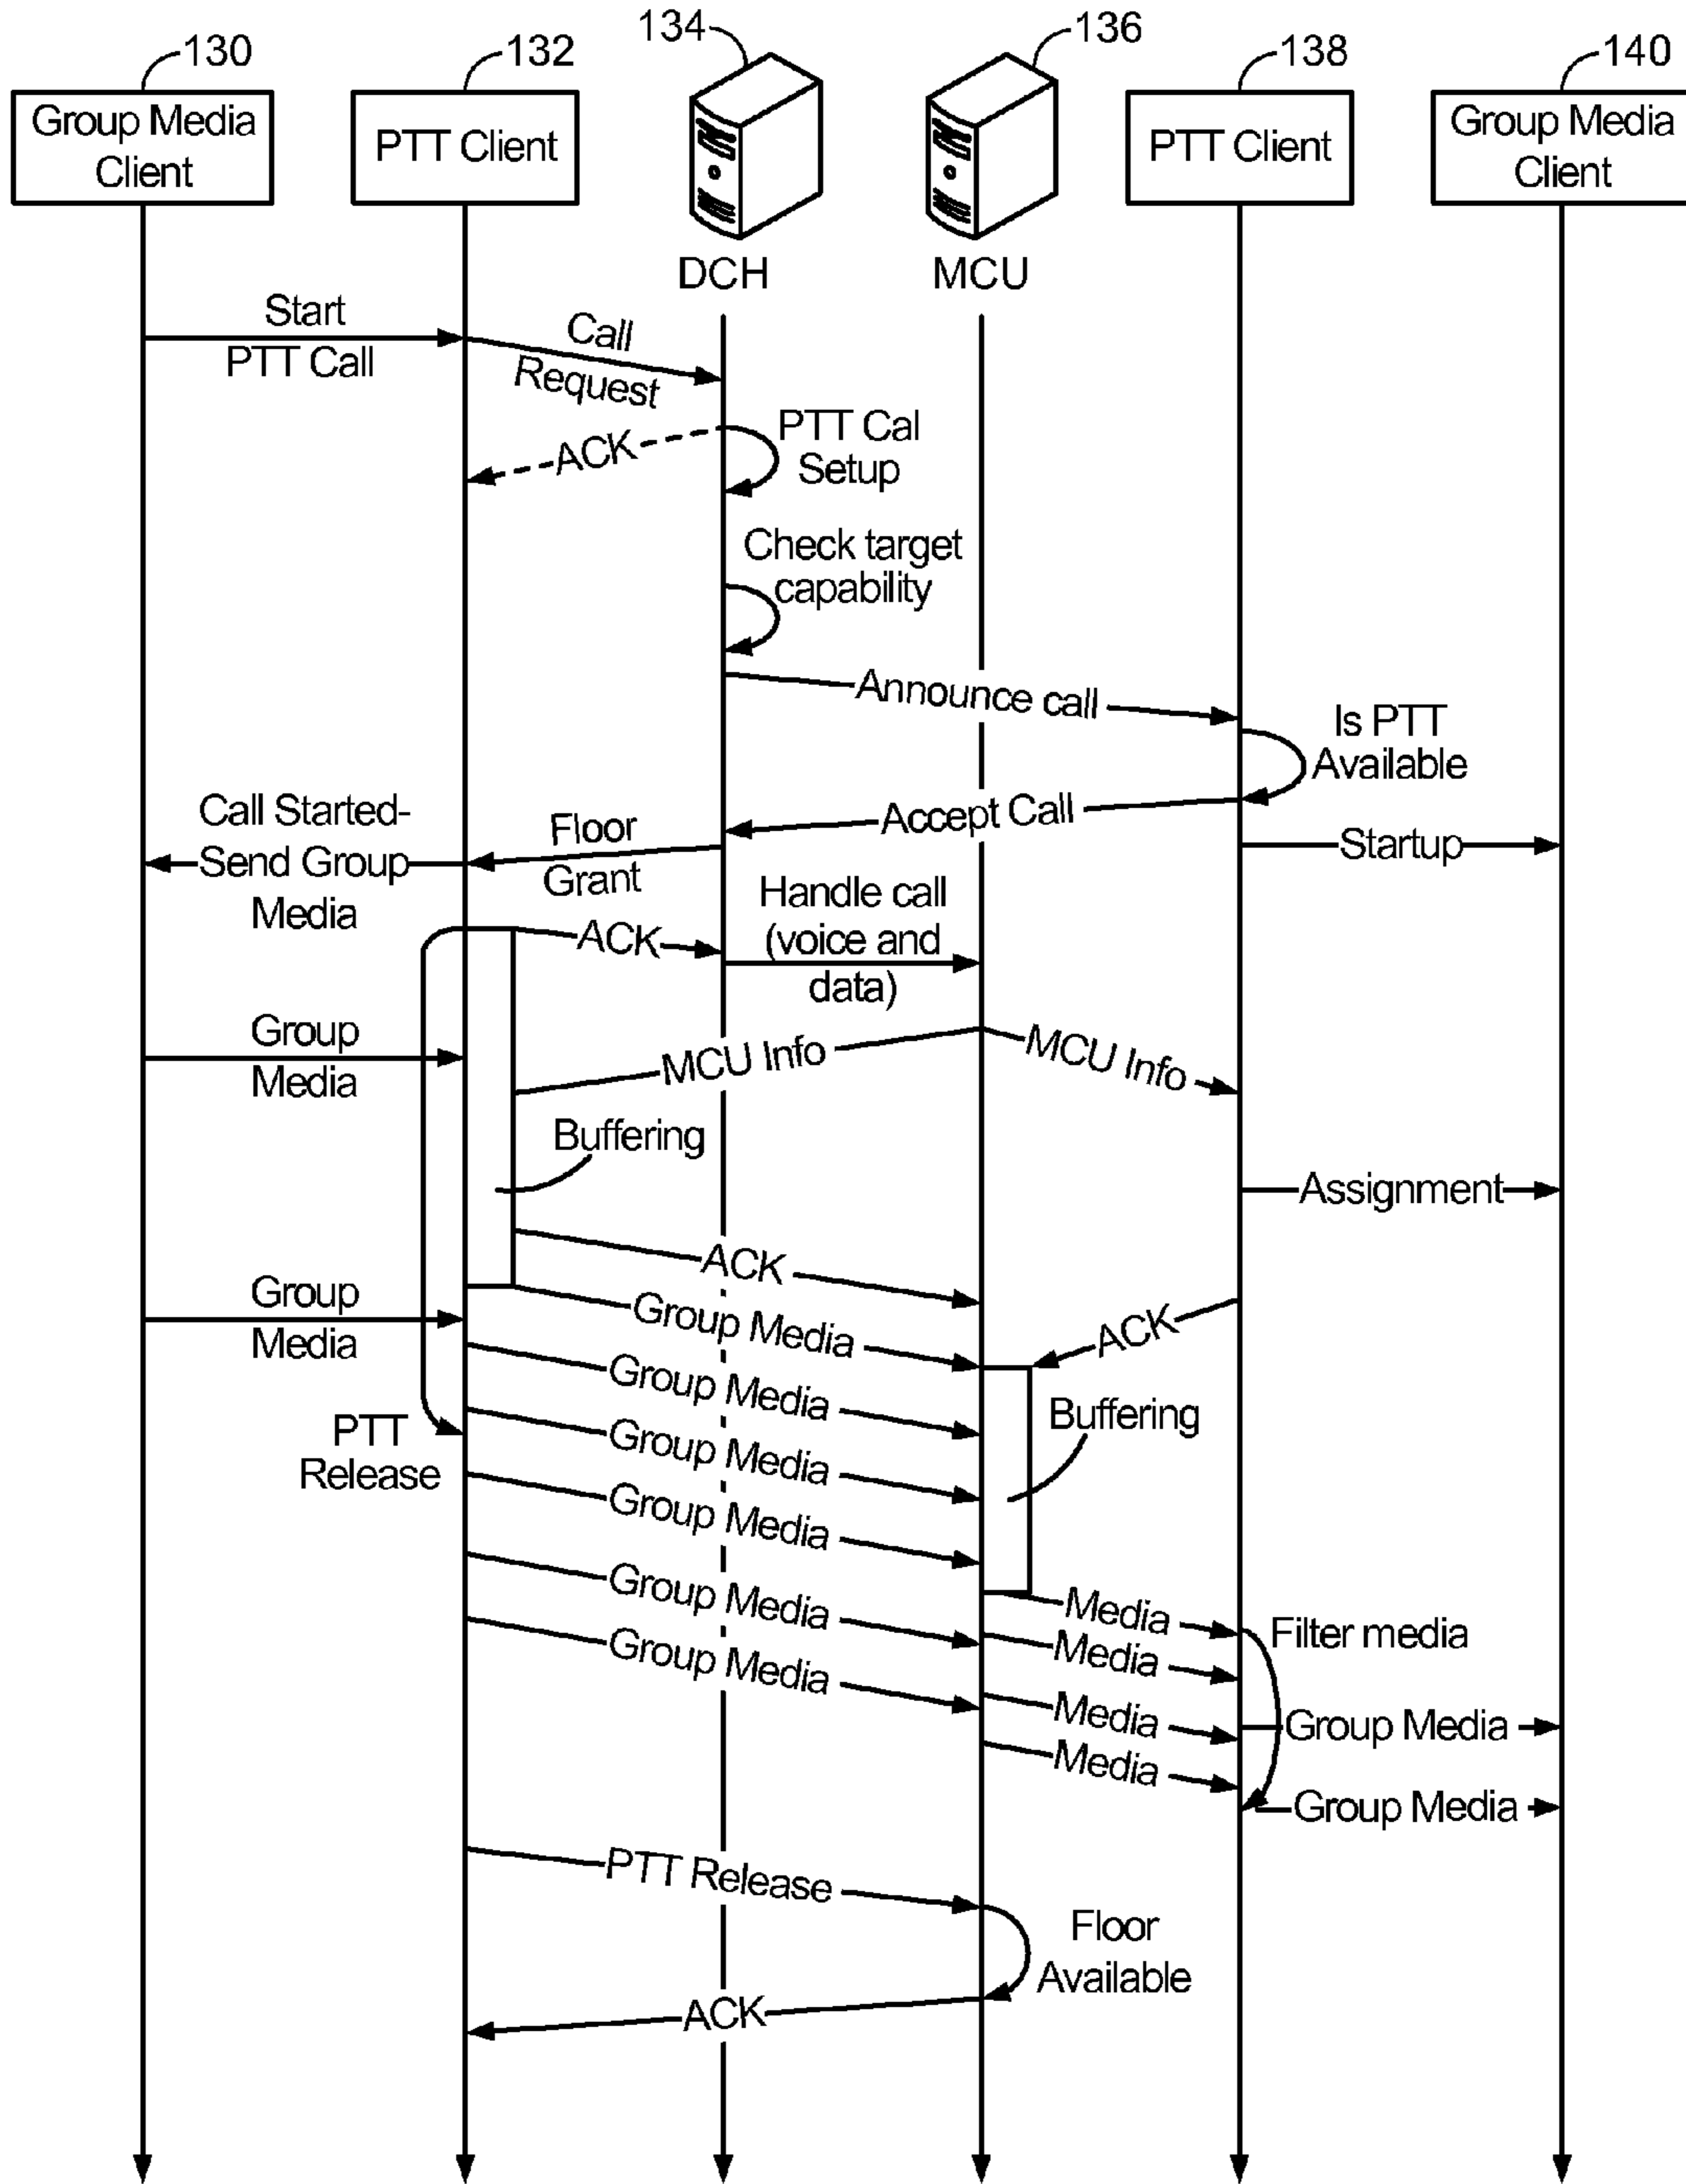 130
132
134
136
138
140
Group Media
Client
PTT Client
DCH
MCU
PTT Client
Group Media
Client
Start
PTT Call
Call
Request
ACK
PTT Cal
Setup
Check target
capability
Announce call
Is PTT
Available
Accept Call
Startup
Call Started-
Send Group
Media
Floor
Grant
ACK
Handle call
(voice and
data)
Group
Media
MCU Info
MCU Info
Buffering
Assignment
ACK
Group
Media
Group Media
ACK
Group Media
Buffering
PTT
Release
Group Media
Group Media
Group Media
Media
Filter media
Group Media
Media
Media
Group Media
Media
Group Media
PTT Release
Floor
Available
ACK